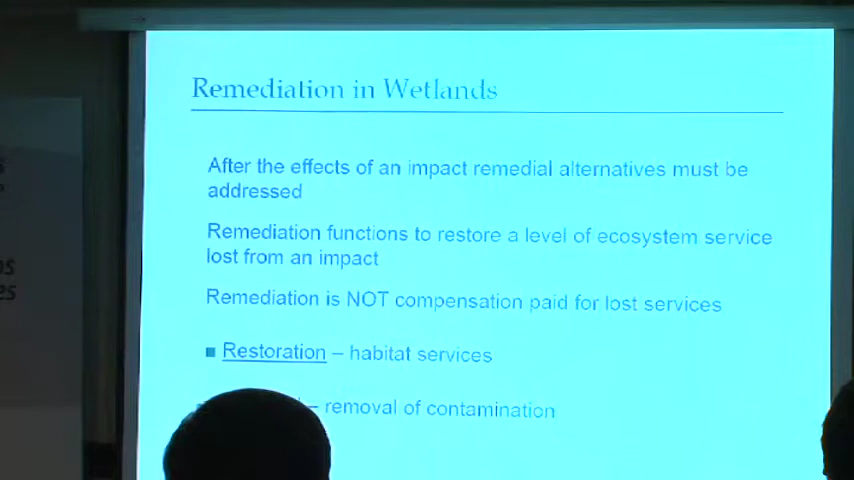 Remediation in Wetlands
After the effects of an impact remedial alternatives must be
addressed
Remediation functions to restore a level of ecosystem service
lost from an impact
Remediation is NOT compensation paid for lost services
Restoration – habitat services
– removal of contamination